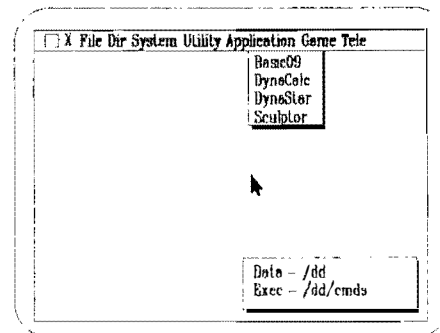 X File Dir System Utility Application Game Tele
Basic09
DynaCalc
DynaStar
Sculptor
Data - /dd
Exec - /dd/cmds